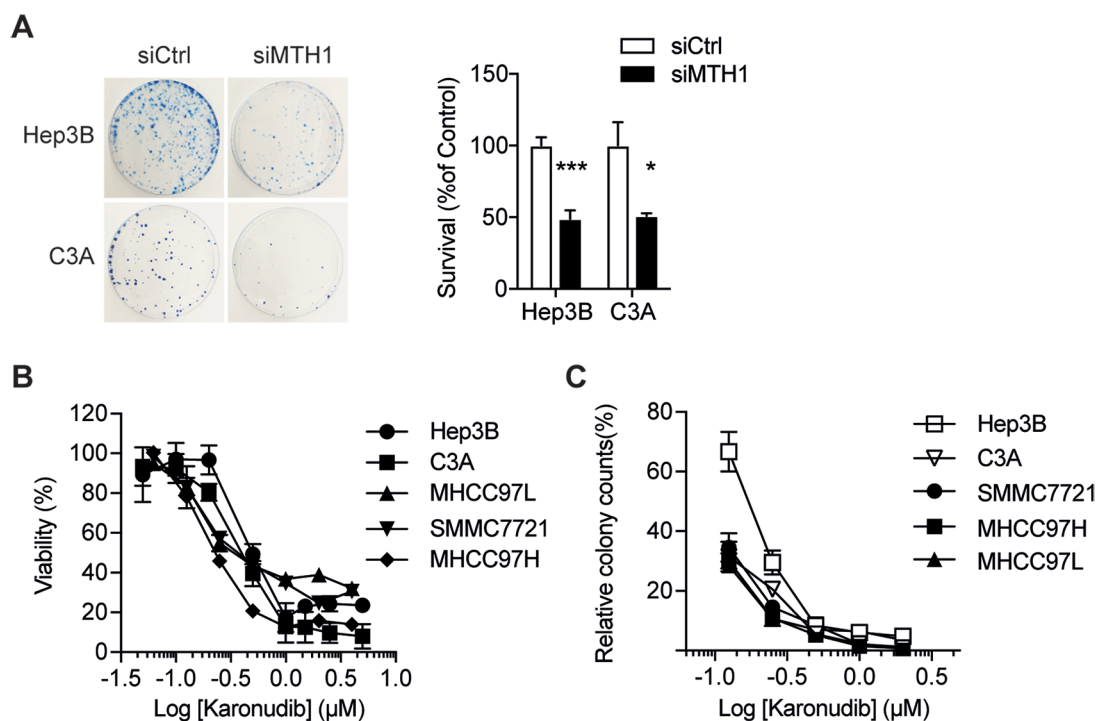 A
siCtrl siMTH1
Hep3B
C3A
siCtrl
siMTH1
Survival (%of Control)
150
100
50
0
*** *
Hep3B C3A
B
Viability (%)
120
100
80
60
40
20
0
-1.5 -1.0 -0.5 0.0 0.5 1.0
Log [Karonudib] (µM)
Hep3B
C3A
MHCC97L
SMMC7721
MHCC97H
C
Relative colony counts(%)
80
60
40
20
-1.0 -0.5 0.0 0.5
Log [Karonudib] (µM)
Hep3B
C3A
SMMC7721
MHCC97H
MHCC97L